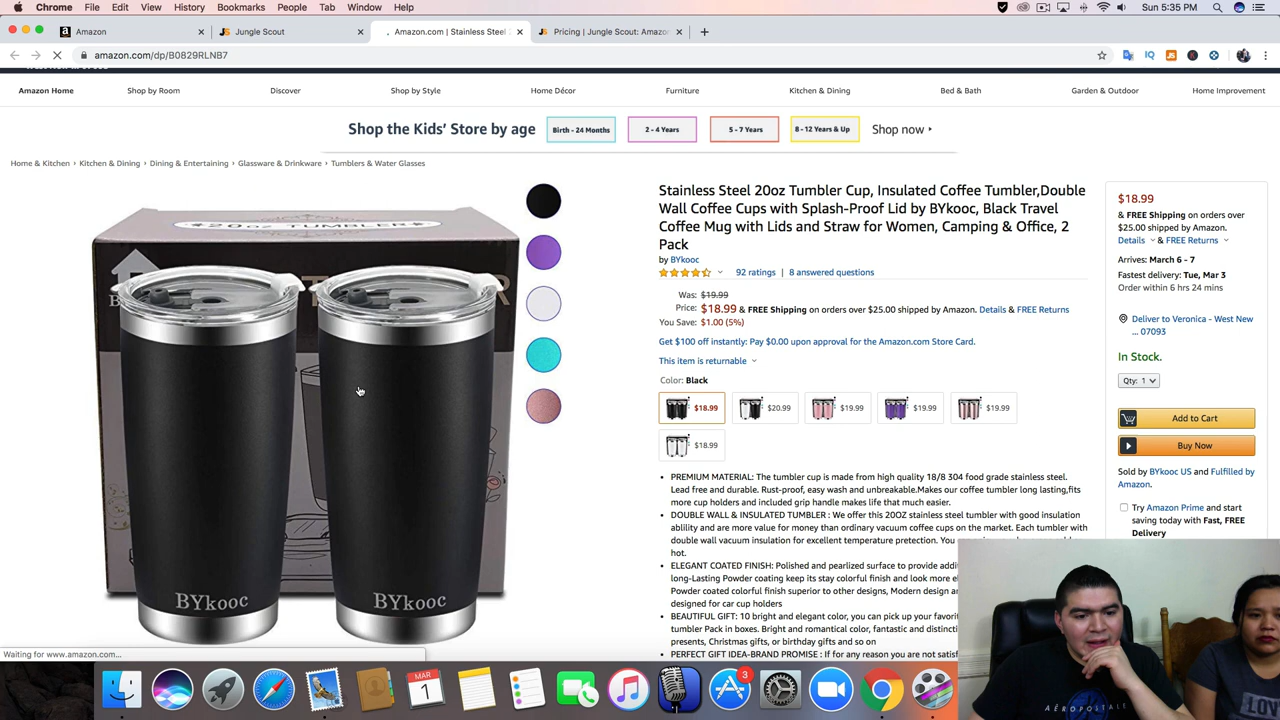 Chrome File Edit View History Bookmarks People Tab Window Help
Sun 5:35 PM
Amazon
Jungle Scout
Amazon.com | Stainless Steel
Pricing | Jungle Scout: Amazo
amazon.com/dp/B0829RLNB7
Amazon Home Shop by Room Discover Shop by Style Home Décor Furniture Kitchen & Dining Bed & Bath Garden & Outdoor Home Improvement
Shop the Kids' Store by age Birth - 24 Months 2 - 4 Years 5 - 7 Years 8 - 12 Years & Up Shop now
Home & Kitchen › Kitchen & Dining › Dining & Entertaining › Glassware & Drinkware › Tumblers & Water Glasses
20oz TUMBLER
BYkooc
BYkooc
Stainless Steel 20oz Tumbler Cup, Insulated Coffee Tumbler,Double
Wall Coffee Cups with Splash-Proof Lid by BYkooc, Black Travel
Coffee Mug with Lids and Straw for Women, Camping & Office, 2
Pack
by BYkooc
92 ratings | 8 answered questions
Was: $19.99
Price: $18.99 & FREE Shipping on orders over $25.00 shipped by Amazon. Details & FREE Returns
You Save: $1.00 (5%)
Get $100 off instantly: Pay $0.00 upon approval for the Amazon.com Store Card.
This item is returnable
Color: Black
$18.99 $20.99 $19.99 $19.99 $19.99
$18.99
• PREMIUM MATERIAL: The tumbler cup is made from high quality 18/8 304 food grade stainless steel.
Lead free and durable. Rust-proof, easy wash and unbreakable.Makes our coffee tumbler long lasting,fits
more cup holders and included grip handle makes life that much easier.
• DOUBLE WALL & INSULATED TUMBLER : We offer this 20OZ stainless steel tumbler with good insulation
ablility and are more value for money than ordinary vacuum coffee cups on the market. Each tumbler with
double wall vacuum insulation for excellent temperature pretection. You
hot.
• ELEGANT COATED FINISH: Polished and pearlized surface to provide addi
long-Lasting Powder coating keep its stay colorful finish and look more el
Powder coated colorful finish superior to other designs, Modern design a
designed for car cup holders
• BEAUTIFUL GIFT: 10 bright and elegant color, you can pick up your favori
tumbler Pack in boxes. Bright and romantical color, fantastic and distincti
presents, Christmas gifts, or birthday gifts and so on
• PERFECT GIFT IDEA-BRAND PROMISE : If for any reason you are not satisf
$18.99
& FREE Shipping on orders over
$25.00 shipped by Amazon.
Details & FREE Returns
Arrives: March 6 - 7
Fastest delivery: Tue, Mar 3
Order within 6 hrs 24 mins
Deliver to Veronica - West New
... 07093
In Stock.
Qty: 1
Add to Cart
Buy Now
Sold by BYkooc US and Fulfilled by
Amazon.
Try Amazon Prime and start
saving today with Fast, FREE
Delivery
Waiting for www.amazon.com...
MAR
1
3
AÉROPOSTALE
LOV